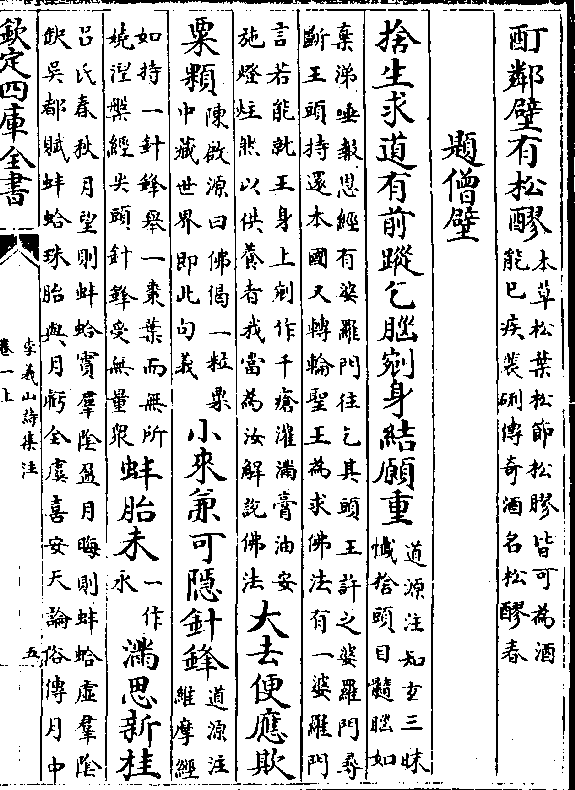 酊鄰壁有松醪本草松葉松節松膠皆可為酒
能已疾裴硎傳奇酒名松醪春
題僧壁
捨生求道有前蹤乞腦剜身結願重道源注知玄三昧
懺捨頭目髓腦如
棄涕唾報恩經有婆羅門往乞其頭王許之婆羅門尋
斷王頭持還本國又轉輪聖王為求佛法有一婆羅門
言若能就王身上剜作千瘡灌滿膏油安
施燈炷然以供養者我當為汝解說佛法大去便應欺
粟顆陳啟源曰佛偈一粒粟
中藏世界即此句義小來兼可隱針鋒道源注
維摩經
如持一針鋒舉一棗葉而無所
嬈涅槃經尖頭針鋒受無量衆蚌胎未一作
永滿思新桂
吕氏春秋月望則蚌蛤實羣陰盈月晦則蚌蛤虛羣陰
缺吳都賦蚌蛤珠胎與月虧全虞喜安天論俗傳月中
欽定四庫全書
李義山詩集注
卷一上
五